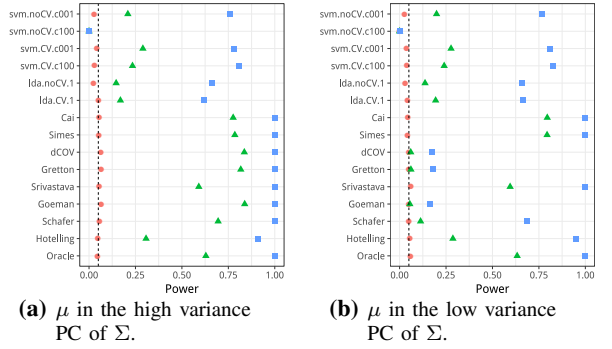 svm.noCV.c001
svm.noCV.c100
svm.CV.c001
svm.CV.c100
lda.noCV.1
lda.CV.1
Cai
Simes
dCOV
Gretton
Srivastava
Goeman
Schafer
Hotelling
Oracle
0.00 0.25 0.50 0.75 1.00
Power
(a) μ in the high variance
PC of Σ.
svm.noCV.c001
svm.noCV.c100
svm.CV.c001
svm.CV.c100
lda.noCV.1
lda.CV.1
Cai
Simes
dCOV
Gretton
Srivastava
Goeman
Schafer
Hotelling
Oracle
0.00 0.25 0.50 0.75 1.00
Power
(b) μ in the low variance
PC of Σ.